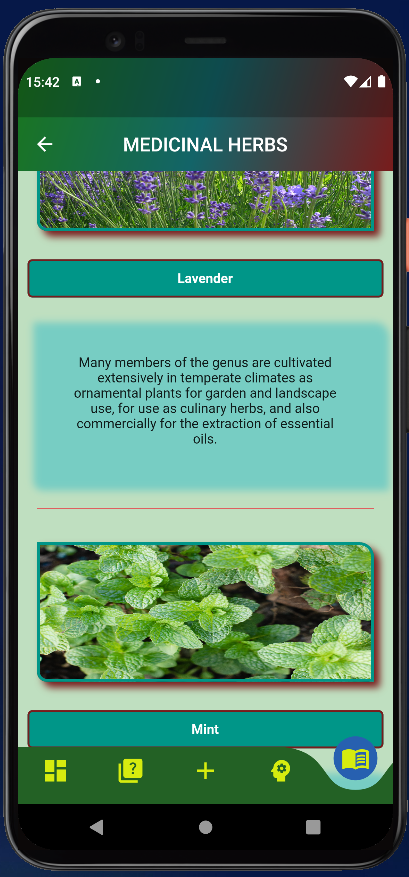 15:42 A
MEDICINAL HERBS
Lavender
Many members of the genus are cultivated
extensively in temperate climates as
ornamental plants for garden and landscape
use, for use as culinary herbs, and also
commercially for the extraction of essential
oils.
Mint
?